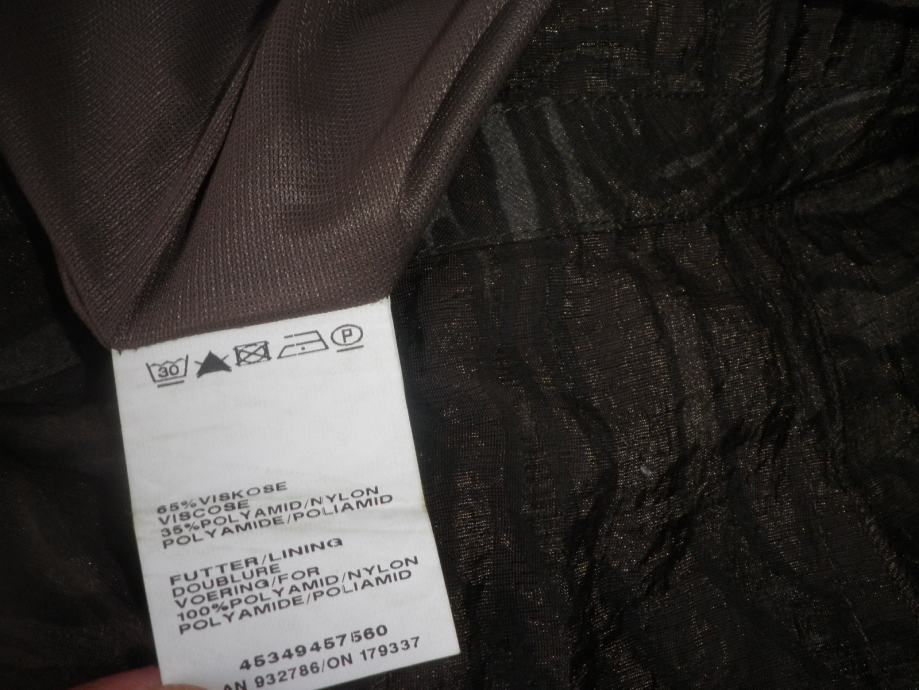 30 P
65%VISKOSE
VISCOSE
35%POLYAMID/NYLON
POLYAMIDE/POLIAMID
FUTTER/LINING
DOUBLURE
VOERING/FOR
100%POLYAMID/NYLON
POLYAMIDE/POLIAMID
45349457560
AN 932786/ON 179337